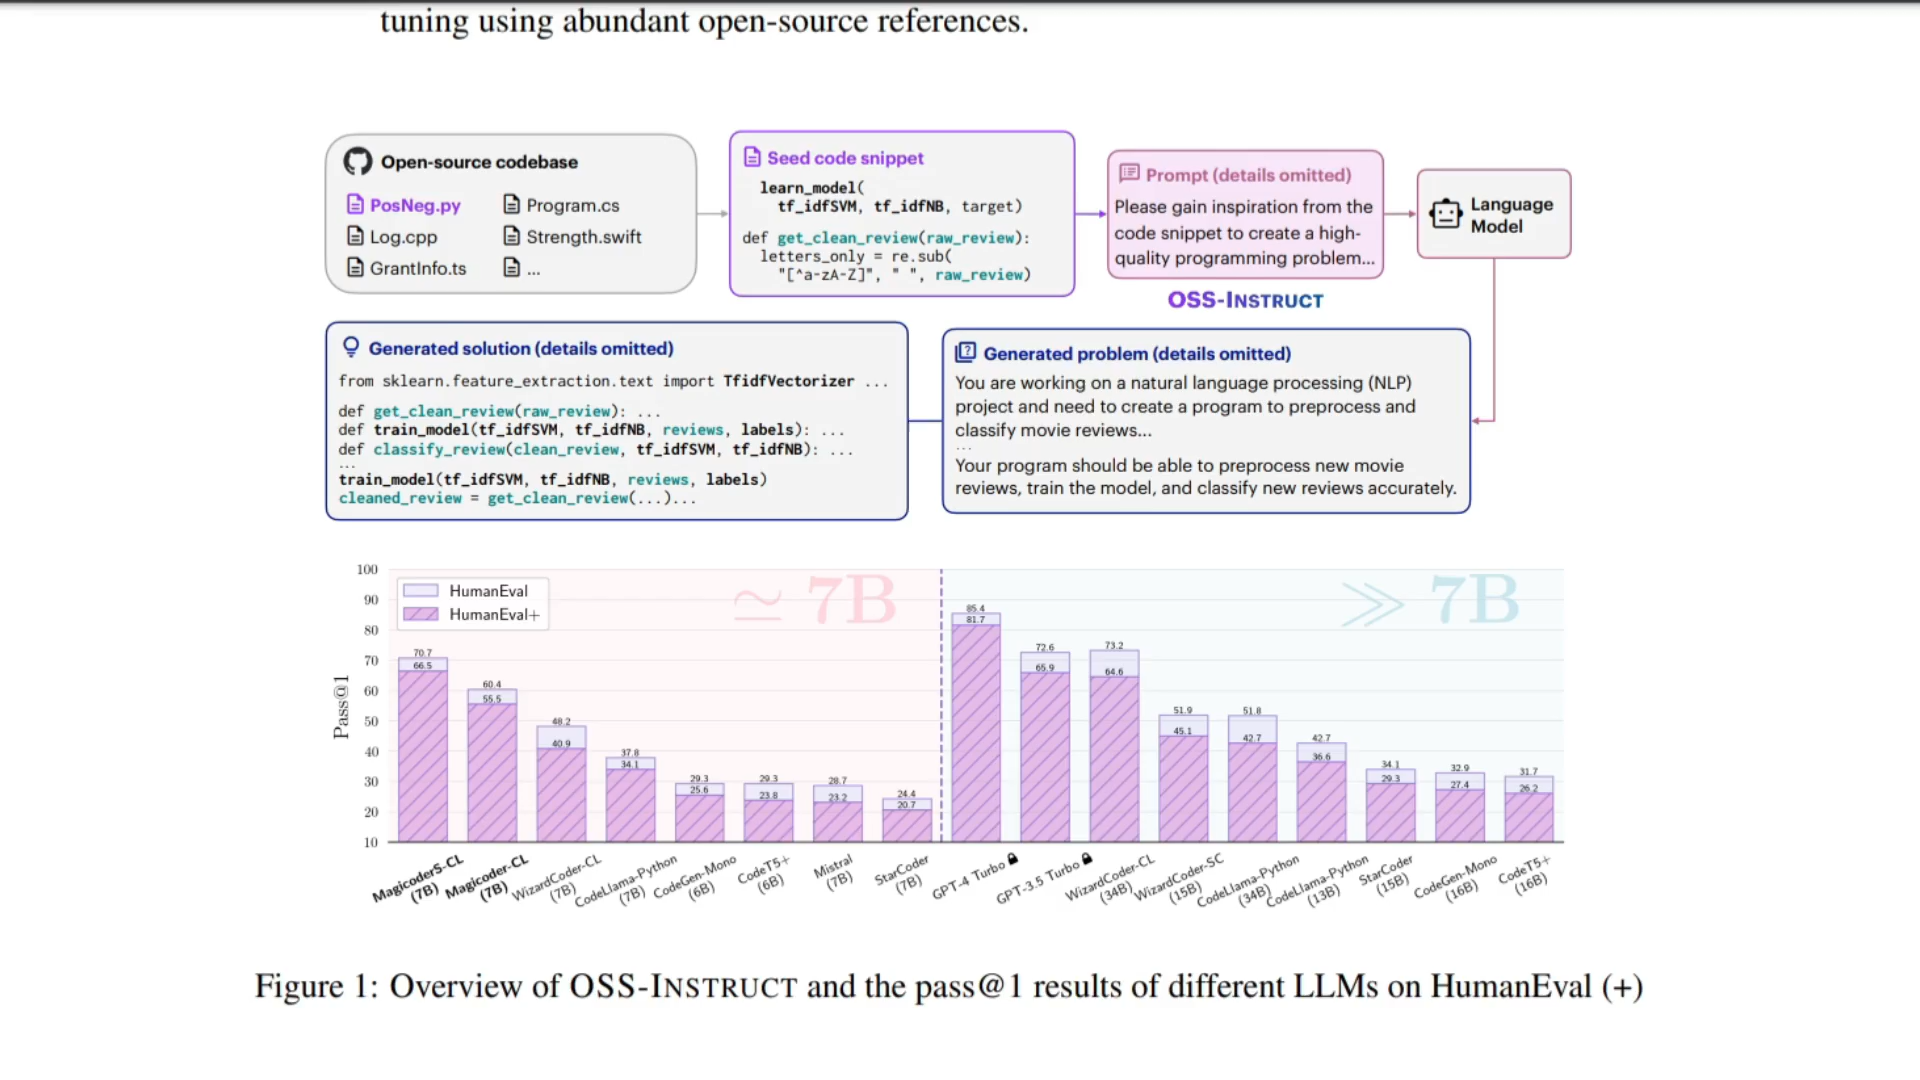 tuning using abundant open-source references.
Open-source codebase
PosNeg.py
Program.cs
Log.cpp
Strength.swift
GrantInfo.ts
...
Seed code snippet
learn_model(
tf_idfSVM, tf_idfNB, target)
def get_clean_review(raw_review):
letters_only = re.sub(
"[^a-zA-Z]", " ", raw_review)
Prompt (details omitted)
Please gain inspiration from the
code snippet to create a high-
quality programming problem...
OSS-INSTRUCT
Language
Model
Generated solution (details omitted)
from sklearn.feature_extraction.text import TfidfVectorizer ...
def get_clean_review(raw_review): ...
def train_model(tf_idfSVM, tf_idfNB, reviews, labels): ...
def classify_review(clean_review, tf_idfSVM, tf_idfNB): ...
...
train_model(tf_idfSVM, tf_idfNB, reviews, labels)
cleaned_review = get_clean_review(...)...
Generated problem (details omitted)
You are working on a natural language processing (NLP)
project and need to create a program to preprocess and
classify movie reviews...
...
Your program should be able to preprocess new movie
reviews, train the model, and classify new reviews accurately.
Pass@1
100
90
80
70
60
50
40
30
20
10
HumanEval
HumanEval+
≃ 7B
≫ 7B
70.7
66.5
60.4
55.5
48.2
40.9
37.8
34.1
29.3
25.6
29.3
23.8
28.7
23.2
24.4
20.7
85.4
81.7
72.6
65.9
73.2
64.6
51.9
45.1
51.8
42.7
42.7
36.6
34.1
29.3
32.9
27.4
31.7
26.2
MagicoderS-CL
(7B)
Magicoder-CL
(7B)
WizardCoder-CL
(7B)
CodeLlama-Python
(7B)
CodeGen-Mono
(6B)
CodeT5+
(6B)
Mistral
(7B)
StarCoder
(7B)
GPT-4 Turbo
GPT-3.5 Turbo
WizardCoder-CL
(34B)
WizardCoder-SC
(15B)
CodeLlama-Python
(34B)
CodeLlama-Python
(13B)
StarCoder
(15B)
CodeGen-Mono
(16B)
CodeT5+
(16B)
Figure 1: Overview of OSS-INSTRUCT and the pass@1 results of different LLMs on HumanEval (+)